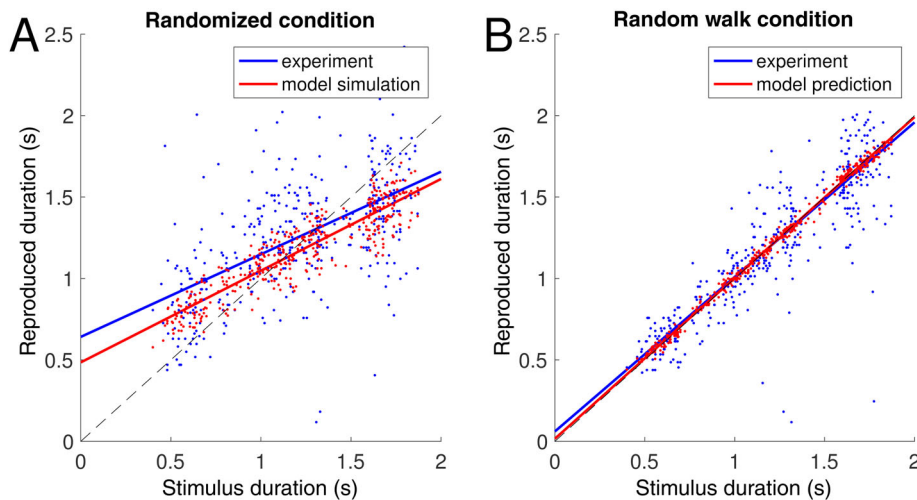 A
Randomized condition
2.5
2
1.5
1
0.5
0
0
0.5
1
1.5
2
Reproduced duration (s)
Stimulus duration (s)
experiment
model simulation
B
Random walk condition
2.5
2
1.5
1
0.5
0
0
0.5
1
1.5
2
Reproduced duration (s)
Stimulus duration (s)
experiment
model prediction